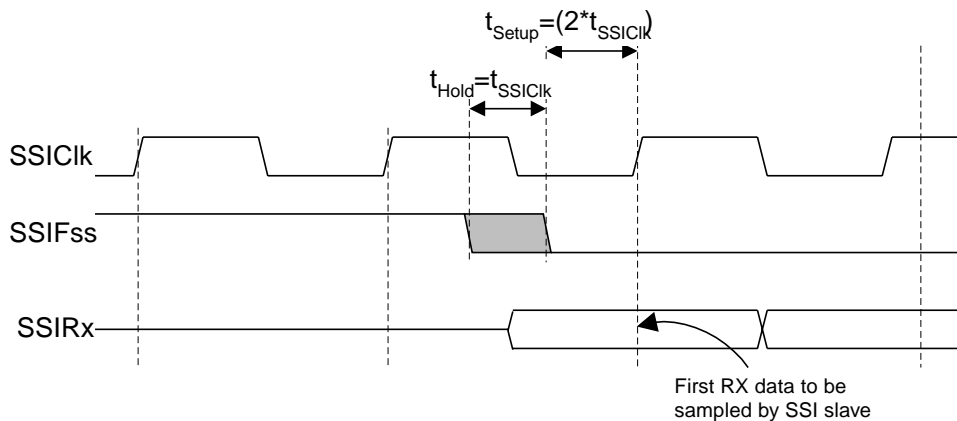 tSetup=(2*tSSIClk)
tHold=tSSIClk
SSIClk
SSIFss
SSIRx
First RX data to be
sampled by SSI slave